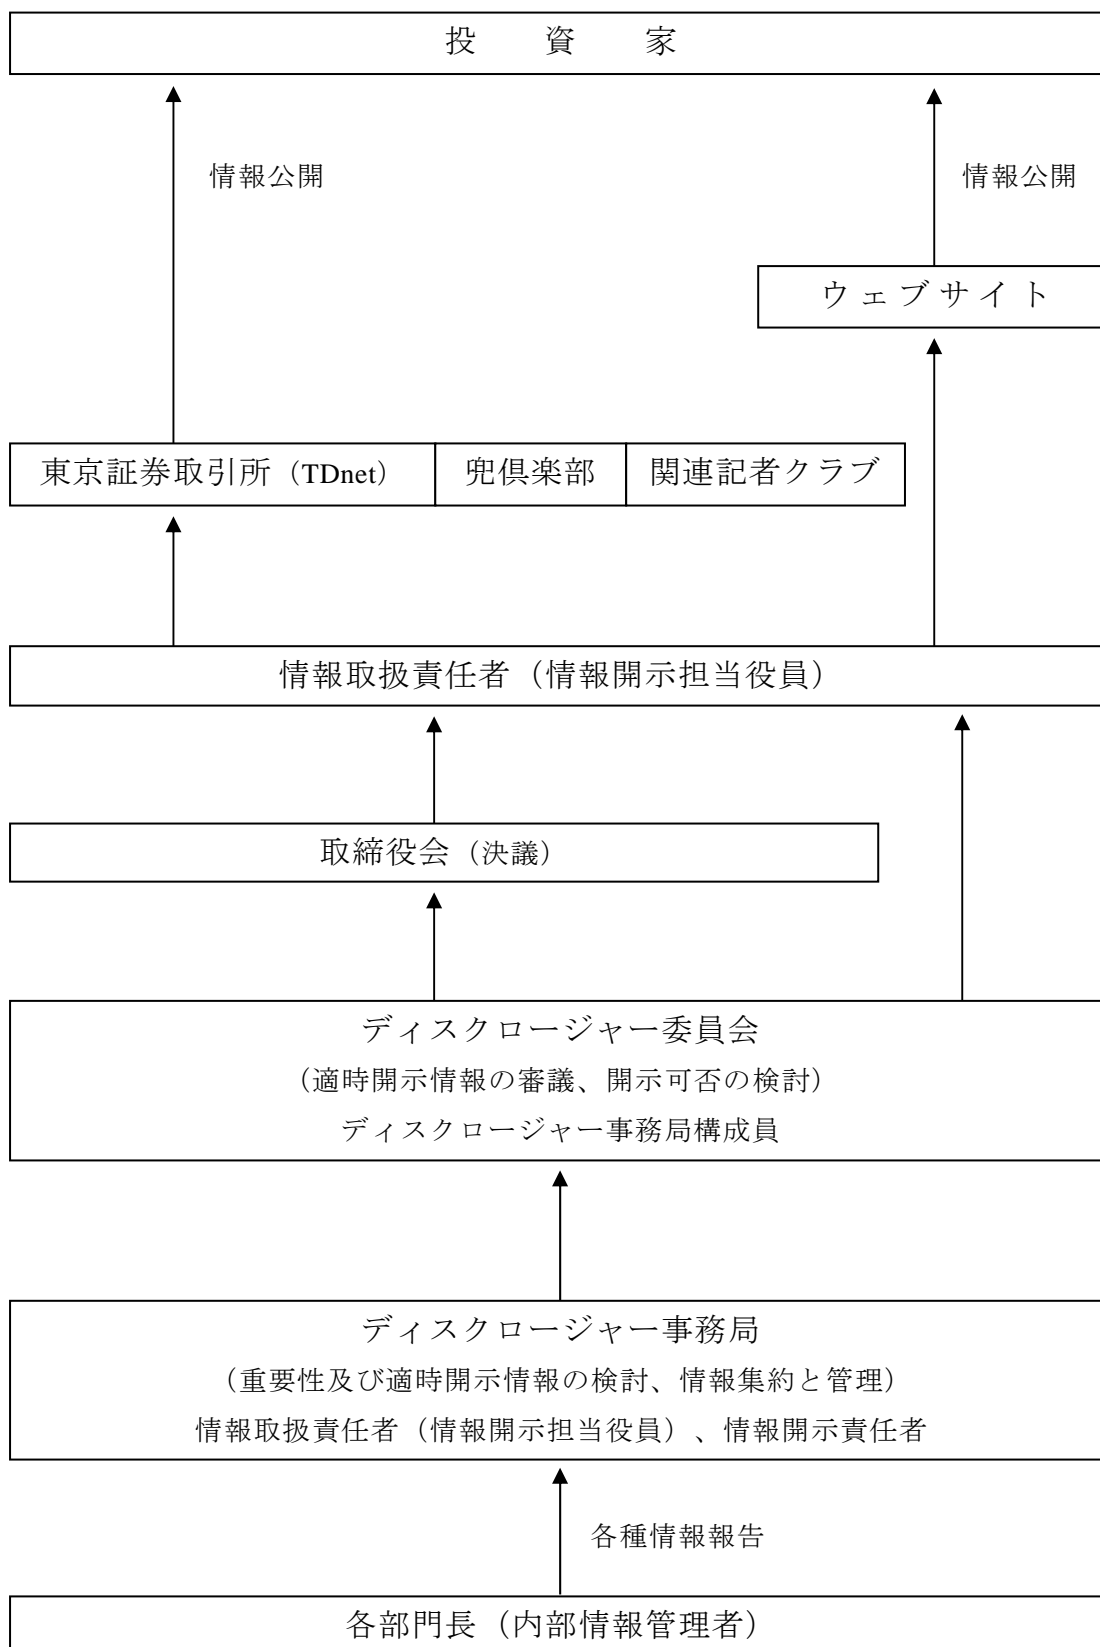 投資家
情報公開
情報公開
ウェブサイト
東京証券取引所（TDnet） 兜倶楽部 関連記者クラブ
情報取扱責任者（情報開示担当役員）
取締役会（決議）
ディスクロージャー委員会
（適時開示情報の審議、開示可否の検討）
ディスクロージャー事務局構成員
ディスクロージャー事務局
（重要性及び適時開示情報の検討、情報集約と管理）
情報取扱責任者（情報開示担当役員）、情報開示責任者
各種情報報告
各部門長（内部情報管理者）